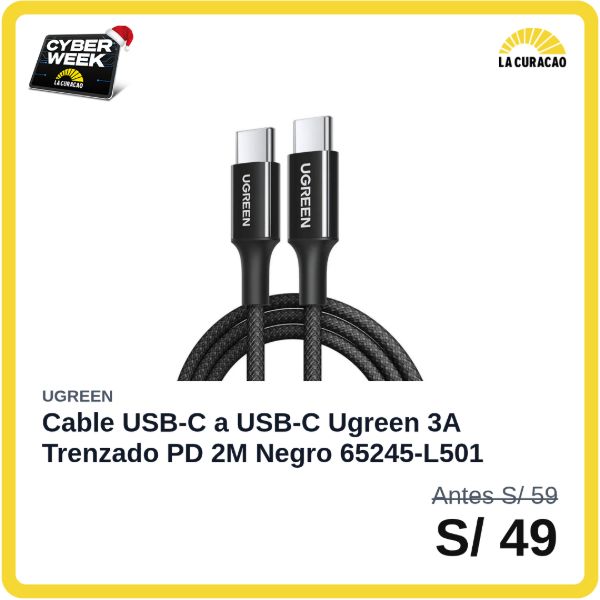 CYBER
WEEK
LA CURACAO
LA CURACAO
UGREEN
UGREEN
UGREEN
Cable USB-C a USB-C Ugreen 3A
Trenzado PD 2M Negro 65245-L501
Antes S/ 59
S/ 49